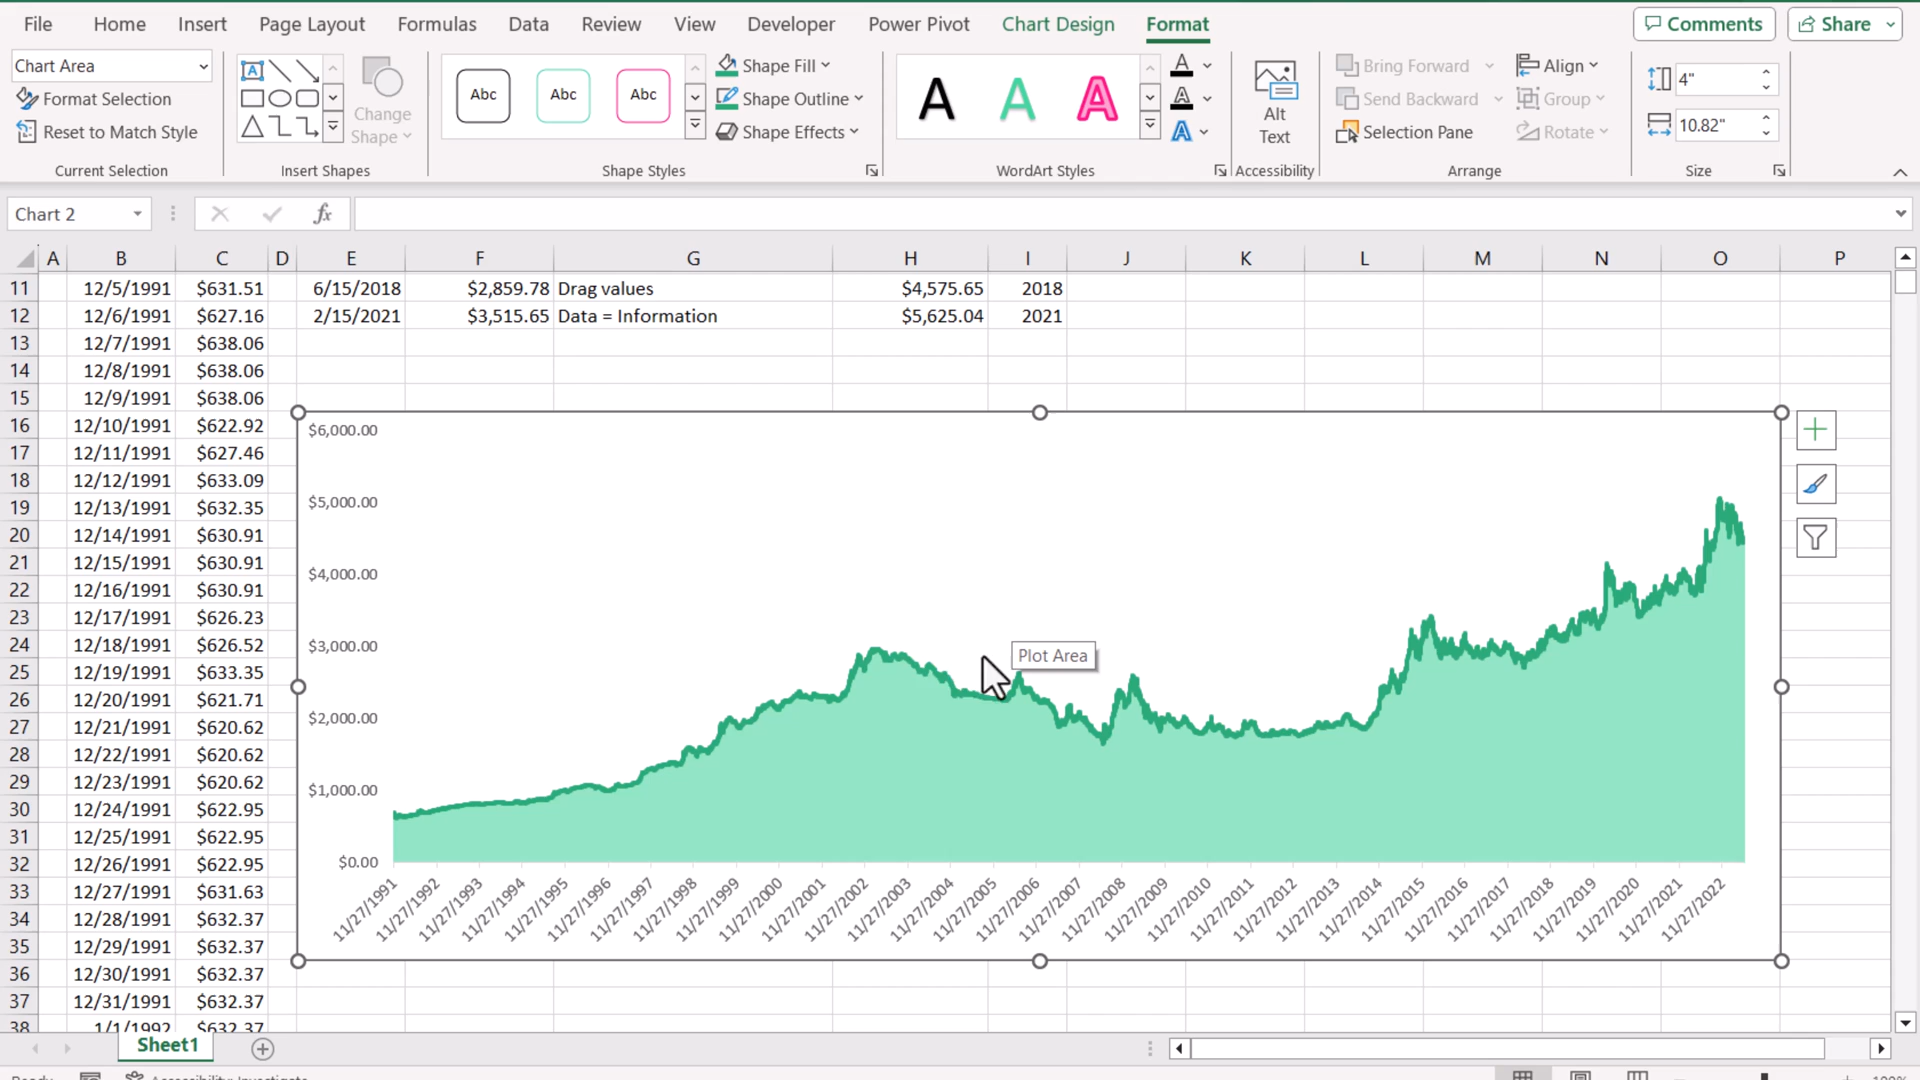 File Home Insert Page Layout Formulas Data Review View Developer Power Pivot Chart Design Format Comments Share
Chart Area
Format Selection
Reset to Match Style
Current Selection
Change
Shape
Insert Shapes
Abc Abc Abc
Shape Fill
Shape Outline
Shape Effects
Shape Styles
A A A
WordArt Styles
Alt
Text
Accessibility
Bring Forward
Send Backward
Selection Pane
Align
Group
Rotate
Arrange
4"
10.82"
Size
Chart 2 fx
A B C D E F G H I J K L M N O P
11 12/5/1991 $631.51 6/15/2018 $2,859.78 Drag values $4,575.65 2018
12 12/6/1991 $627.16 2/15/2021 $3,515.65 Data = Information $5,625.04 2021
13 12/7/1991 $638.06
14 12/8/1991 $638.06
15 12/9/1991 $638.06
16 12/10/1991 $622.92
17 12/11/1991 $627.46
18 12/12/1991 $633.09
19 12/13/1991 $632.35
20 12/14/1991 $630.91
21 12/15/1991 $630.91
22 12/16/1991 $630.91
23 12/17/1991 $626.23
24 12/18/1991 $626.52
25 12/19/1991 $633.35
26 12/20/1991 $621.71
27 12/21/1991 $620.62
28 12/22/1991 $620.62
29 12/23/1991 $620.62
30 12/24/1991 $622.95
31 12/25/1991 $622.95
32 12/26/1991 $622.95
33 12/27/1991 $631.63
34 12/28/1991 $632.37
35 12/29/1991 $632.37
36 12/30/1991 $632.37
37 12/31/1991 $632.37
38 1/1/1992 $632.37
$6,000.00
$5,000.00
$4,000.00
$3,000.00
$2,000.00
$1,000.00
$0.00
Plot Area
11/27/1991 11/27/1992 11/27/1993 11/27/1994 11/27/1995 11/27/1996 11/27/1997 11/27/1998 11/27/1999 11/27/2000 11/27/2001 11/27/2002 11/27/2003 11/27/2004 11/27/2005 11/27/2006 11/27/2007 11/27/2008 11/27/2009 11/27/2010 11/27/2011 11/27/2012 11/27/2013 11/27/2014 11/27/2015 11/27/2016 11/27/2017 11/27/2018 11/27/2019 11/27/2020 11/27/2021 11/27/2022
Sheet1